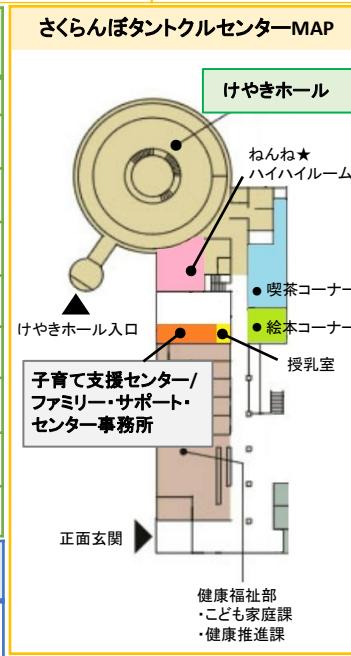 さくらんぼタントクルセンターMAP
けやきホール
ねんね★
ハイハイルーム
喫茶コーナー
けやきホール入口
絵本コーナー
授乳室
子育て支援センター/
ファミリー・サポート・
センター事務所
正面玄関
健康福祉部
・こども家庭課
・健康推進課